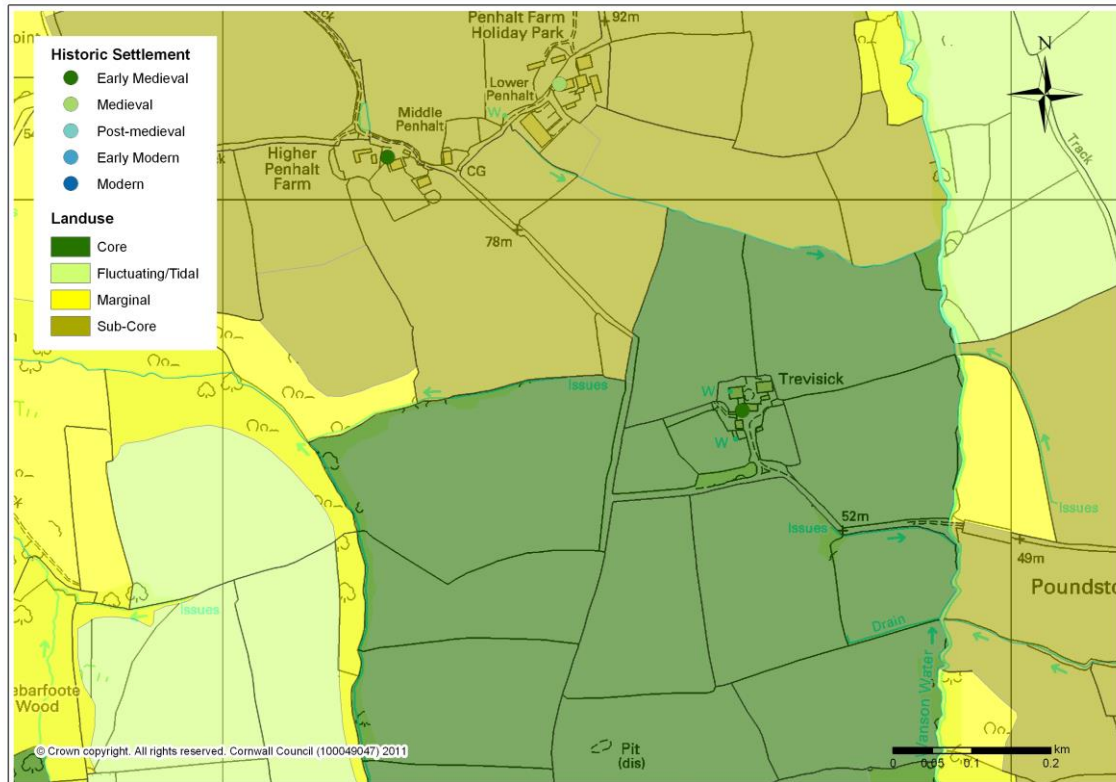 Historic Settlement
Early Medieval
Medieval
Post-medieval
Early Modern
Modern
Landuse
Core
Fluctuating/Tidal
Marginal
Sub-Core
Penhalt Farm
Holiday Park
92m
N
Lower
Penhalt
W
Middle
Penhalt
Higher
Penhalt
Farm
CG
Track
78m
Issues
Trevisick
W
W
Issues
52m
Issues
49m
Issues
Drain
Wood
Pit
(dis)
© Crown copyright. All rights reserved. Cornwall Council (100049047) 2011
0 0.05 0.1 0.2
km